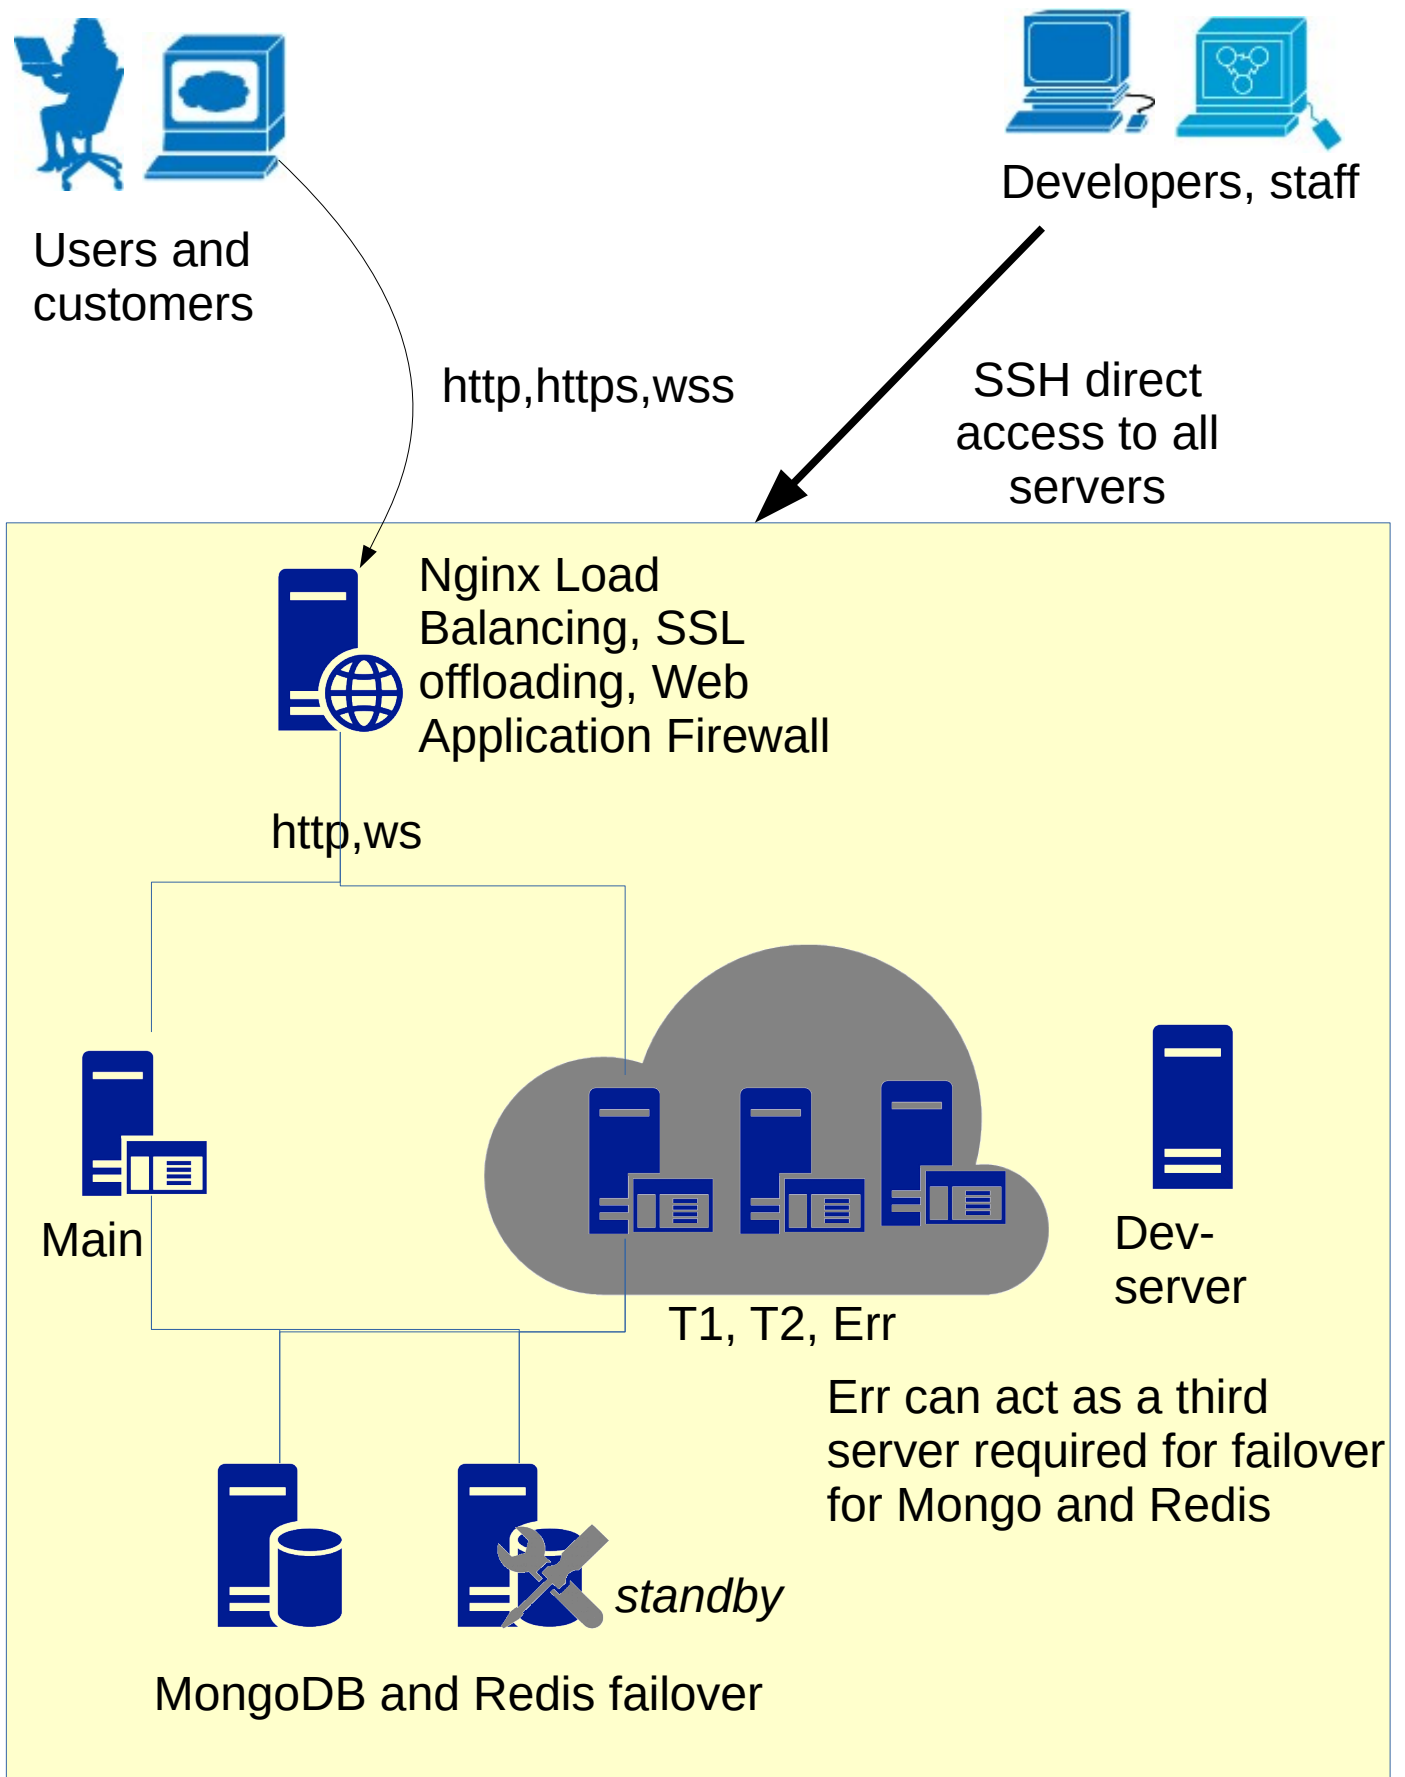 Users and
customers
Developers, staff
http,https,wss
SSH direct
access to all
servers
Nginx Load
Balancing, SSL
offloading, Web
Application Firewall
http,ws
Main
T1, T2, Err
Dev-
server
Err can act as a third
server required for failover
for Mongo and Redis
standby
MongoDB and Redis failover